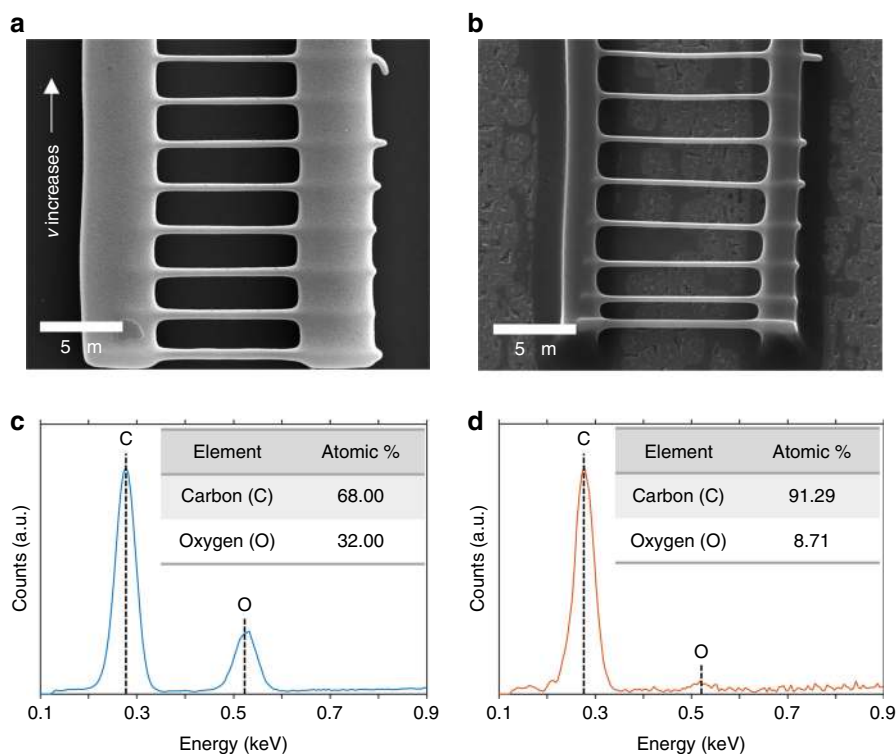 a
v increases
5 m
b
5 m
c
C
O
Element Atomic %
Carbon (C) 68.00
Oxygen (O) 32.00
Counts (a.u.)
0.1 0.3 0.5 0.7 0.9
Energy (keV)
d
C
O
Element Atomic %
Carbon (C) 91.29
Oxygen (O) 8.71
Counts (a.u.)
0.1 0.3 0.5 0.7 0.9
Energy (keV)